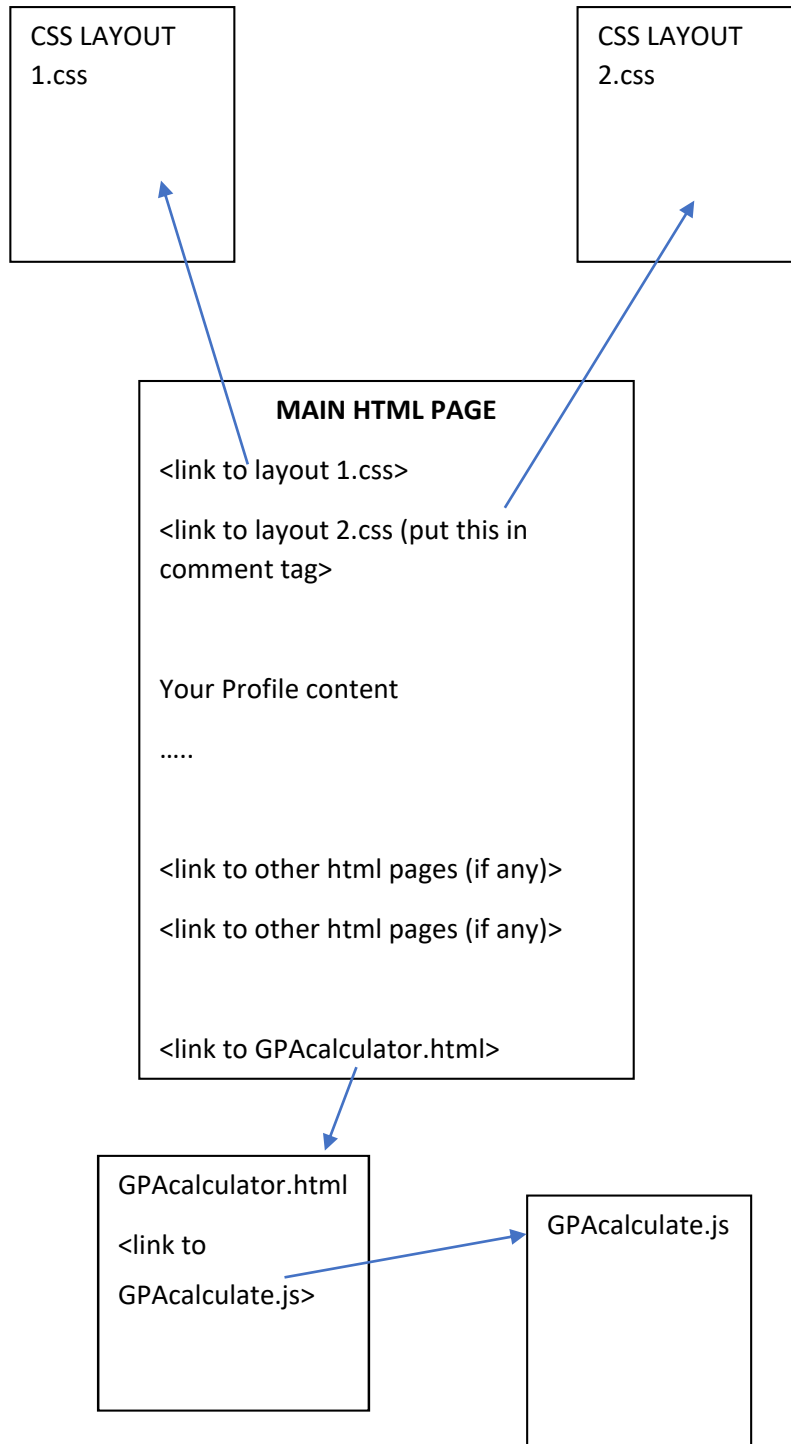 CSS LAYOUT
1.css
CSS LAYOUT
2.css
MAIN HTML PAGE
<link to layout 1.css>
<link to layout 2.css (put this in
comment tag>
Your Profile content
…..
<link to other html pages (if any)>
<link to other html pages (if any)>
<link to GPAcalculator.html>
GPAcalculator.html
<link to
GPAcalculate.js>
GPAcalculate.js